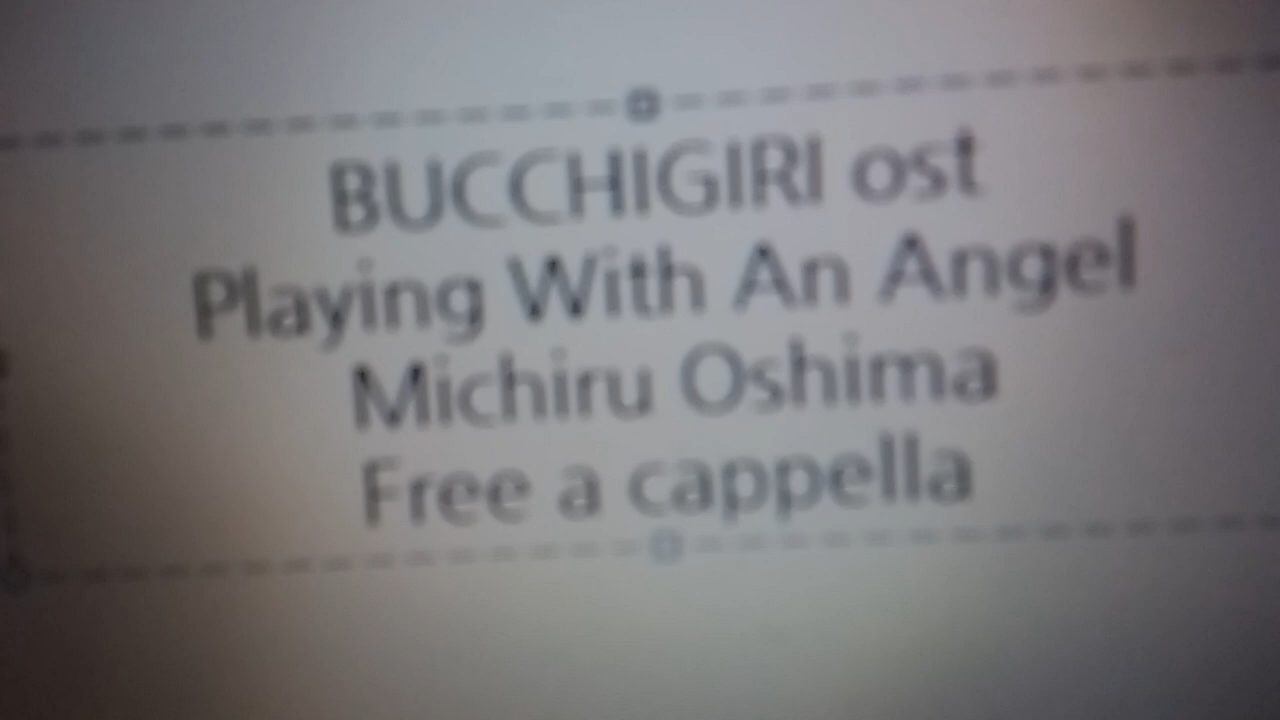 BUCCHIGIRI ost
Playing With An Angel
Michiru Oshima
Free a cappella